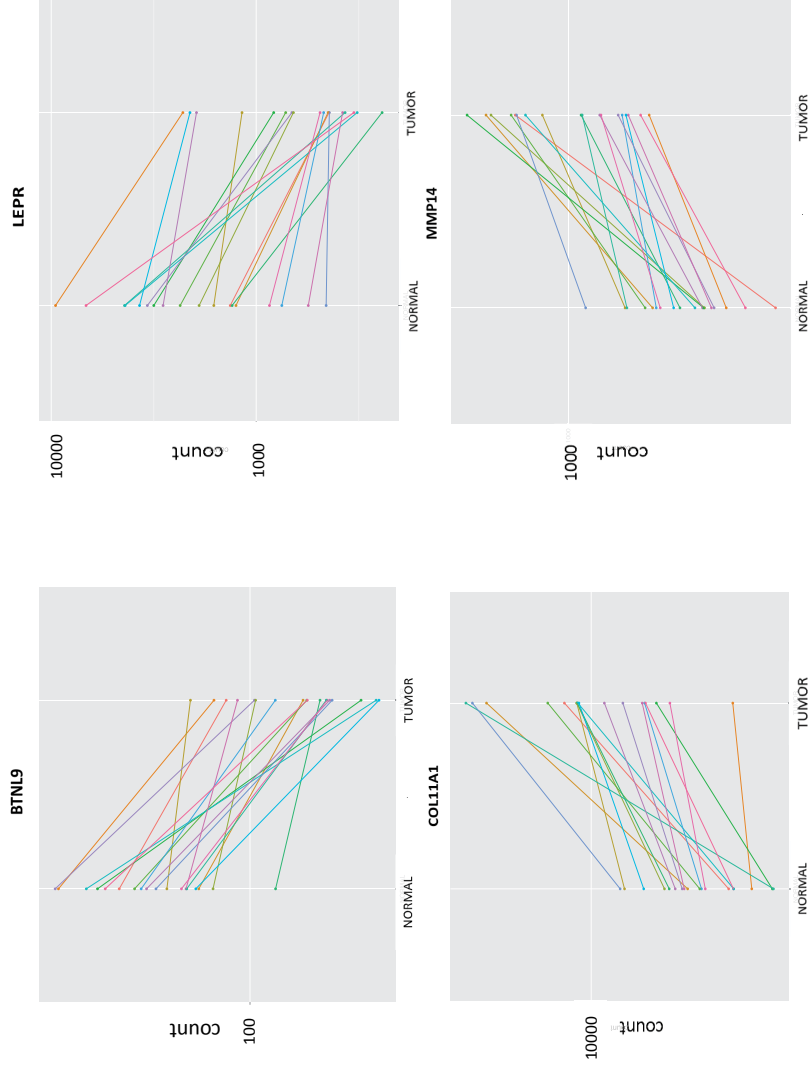 BTNL9
count
100
NORMAL
TUMOR
LEPR
count
10000
1000
NORMAL
TUMOR
COL11A1
count
10000
NORMAL
TUMOR
MMP14
count
1000
NORMAL
TUMOR